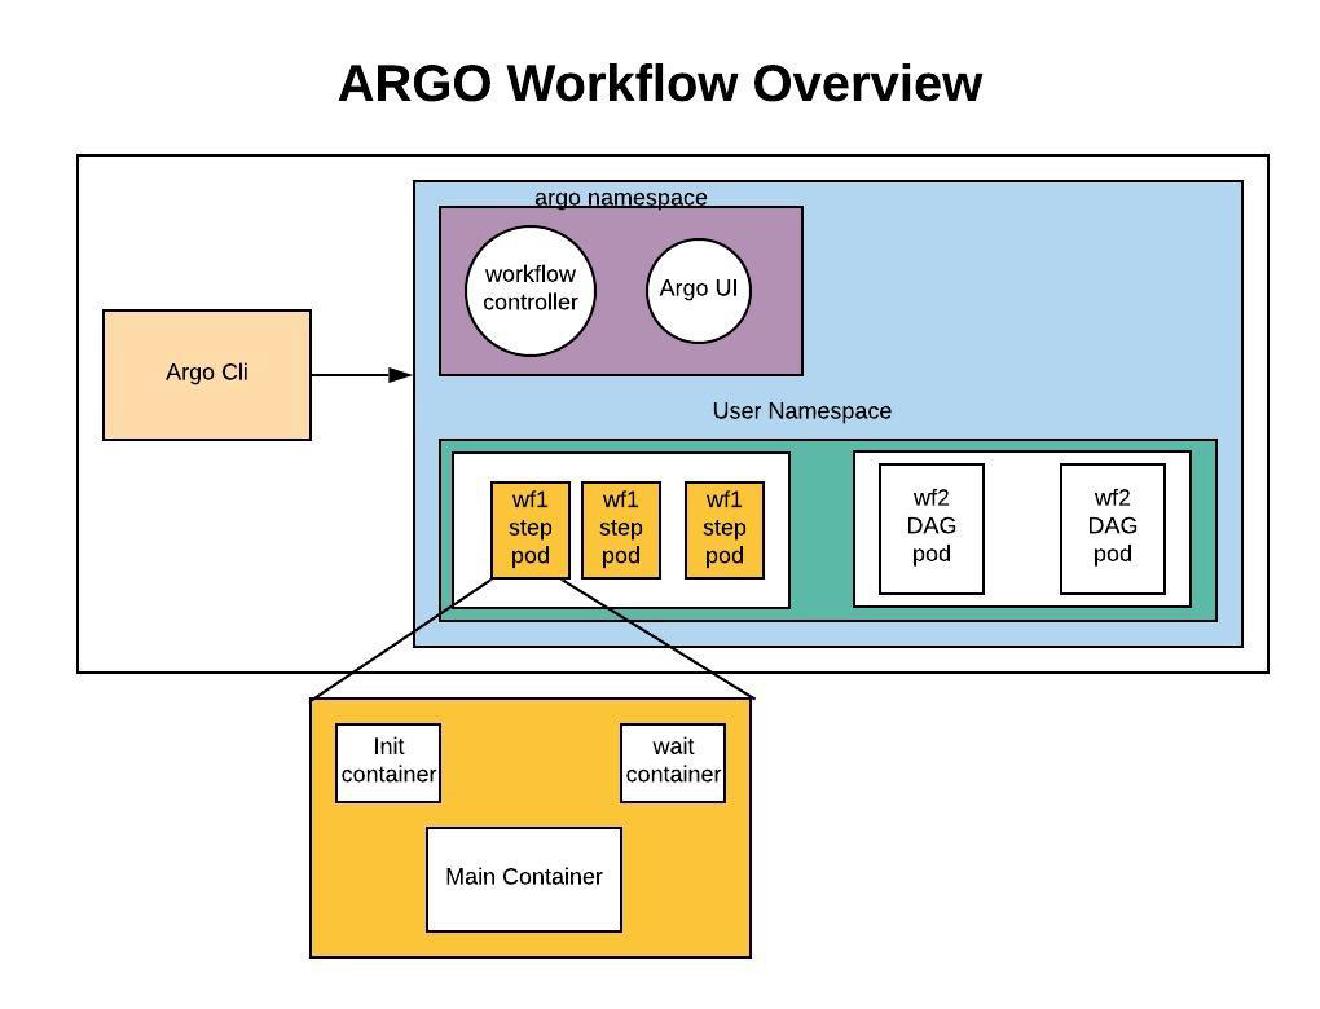 ARGO Workflow Overview
argo namespace
workflow
controller
Argo UI
Argo Cli
User Namespace
wf1
step
pod
wf1
step
pod
wf1
step
pod
wf2
DAG
pod
wf2
DAG
pod
Init
container
wait
container
Main Container